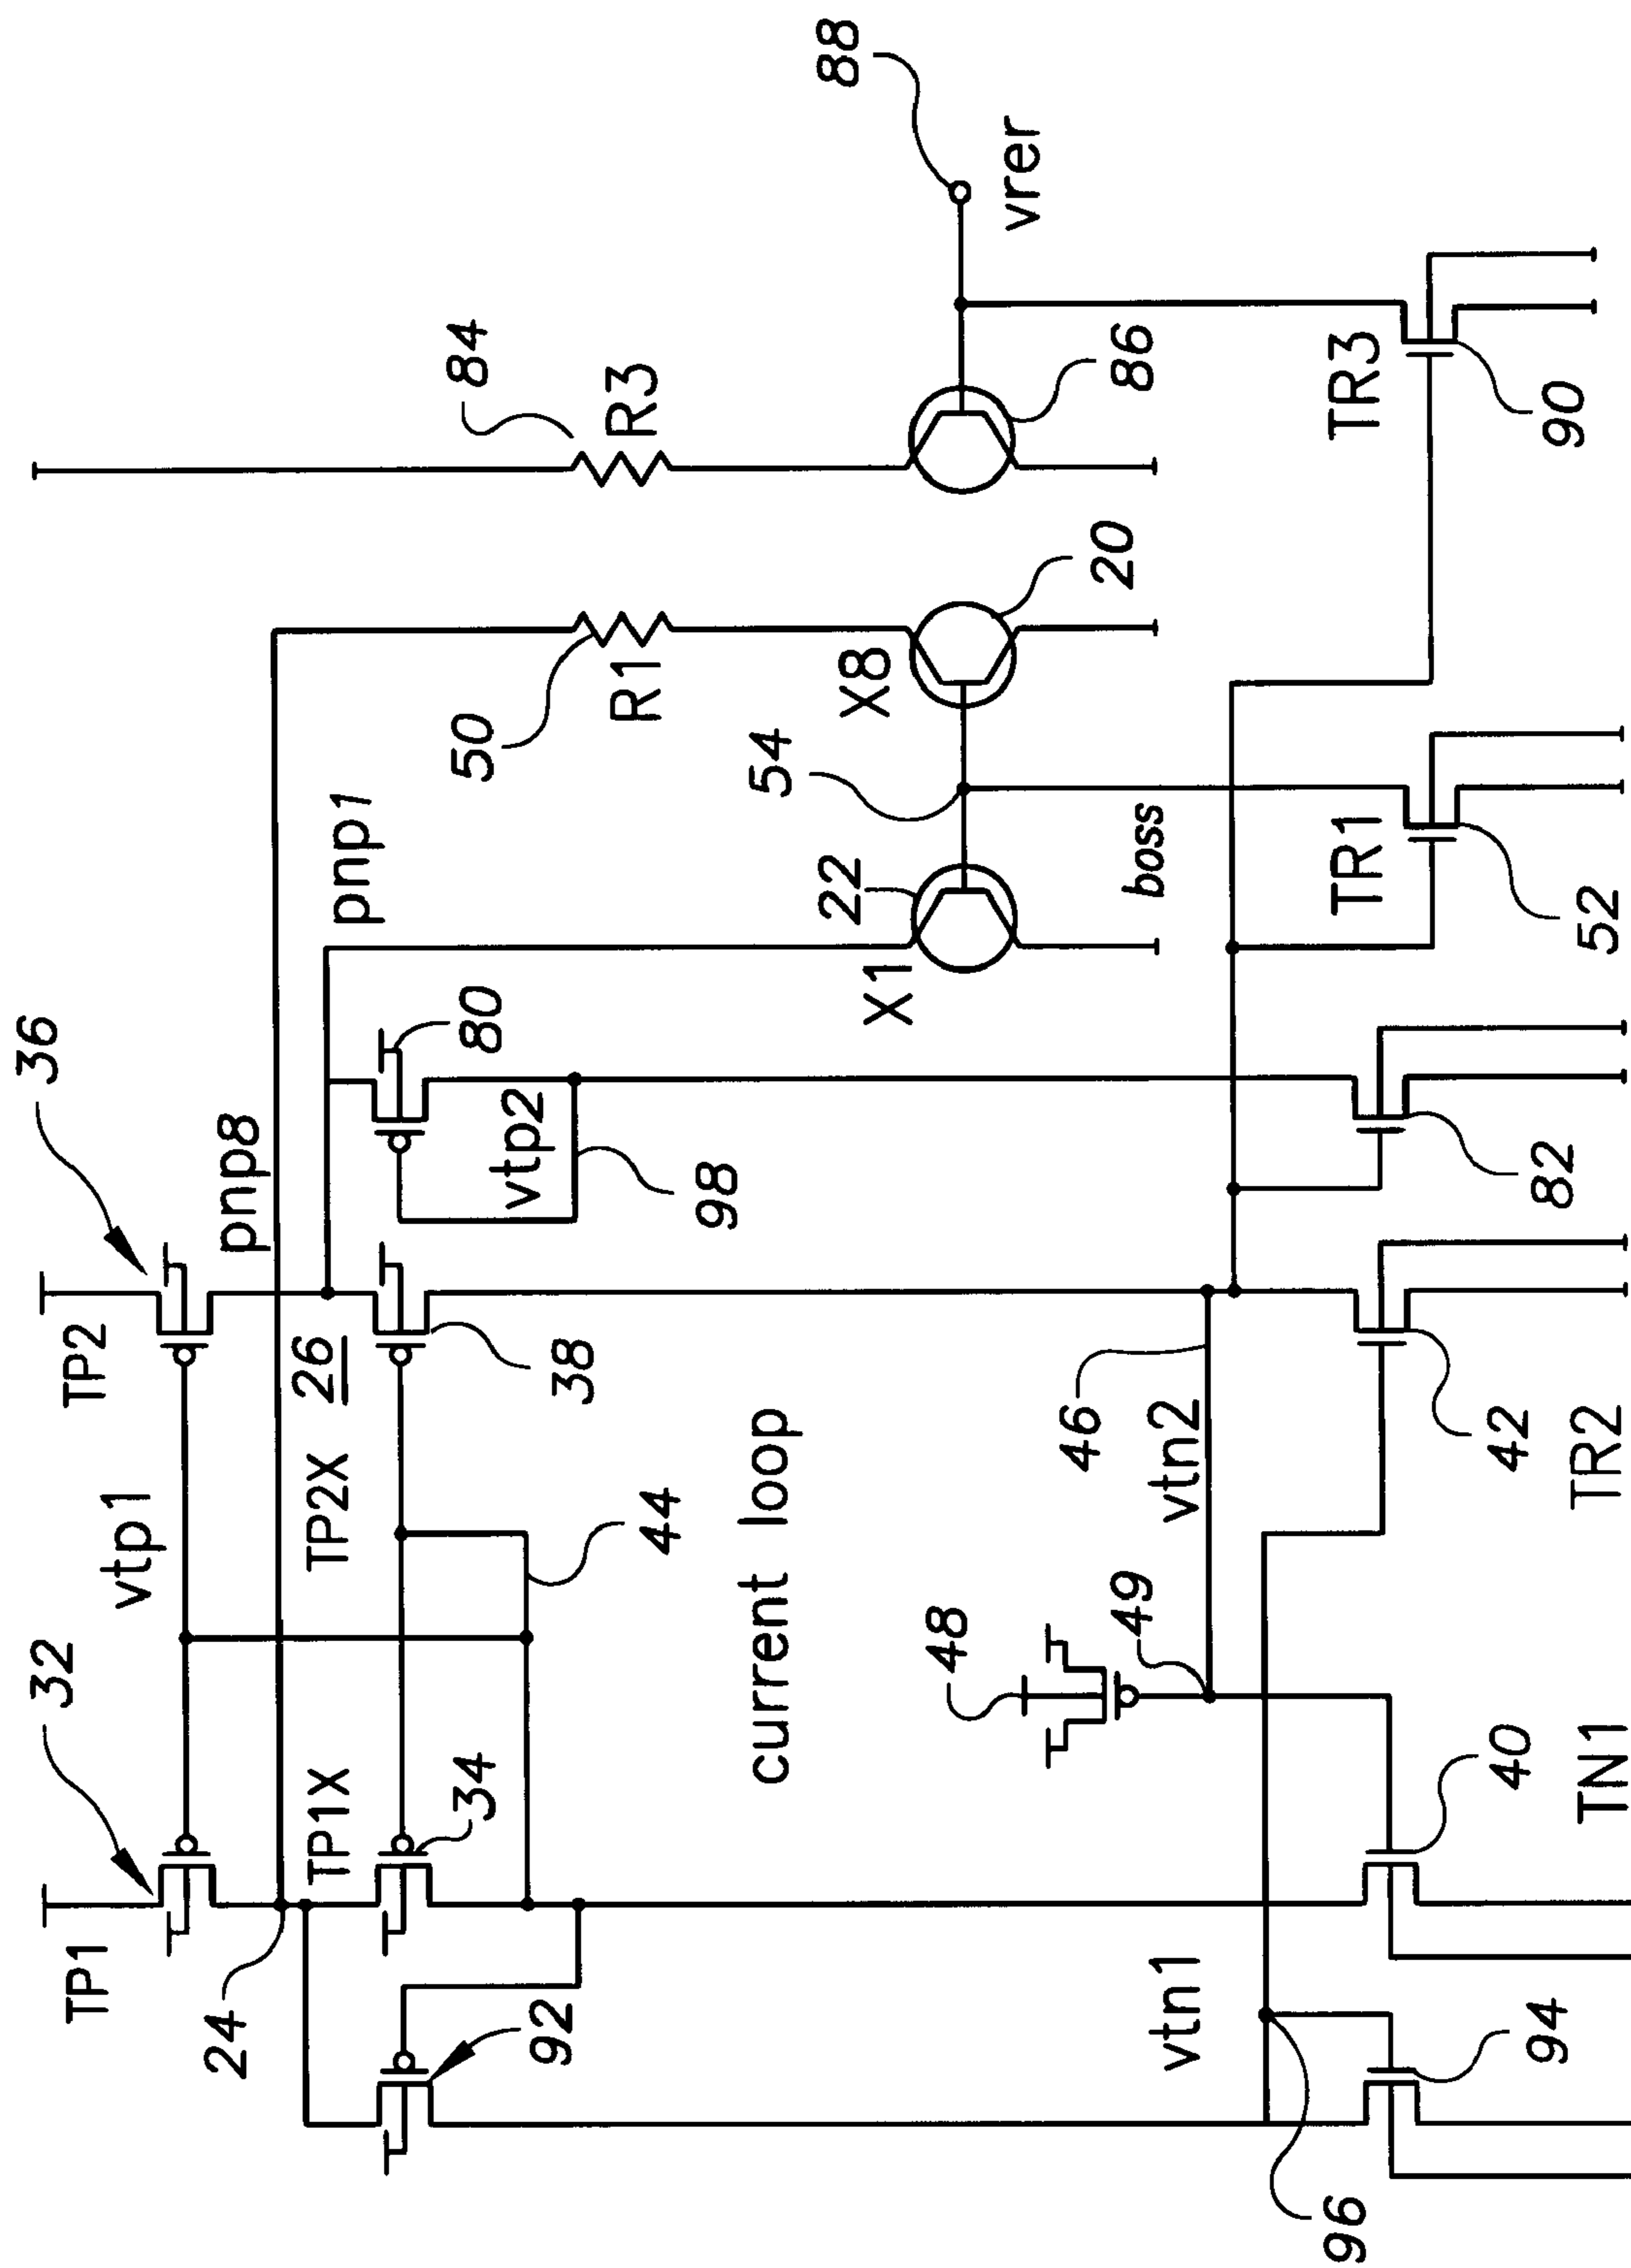 36
32
TP1
vtp1
TP2
pnp8
24
TP1X
TP2X
26
pnp1
84
R3
34
44
38
vtp2
80
98
50
R1
92
current loop
54
22
X1
X8
20
86
88
vrer
48
49
46
vtn2
boss
vtn1
TR1
TR3
96
94
40
TN1
42
TR2
82
52
90